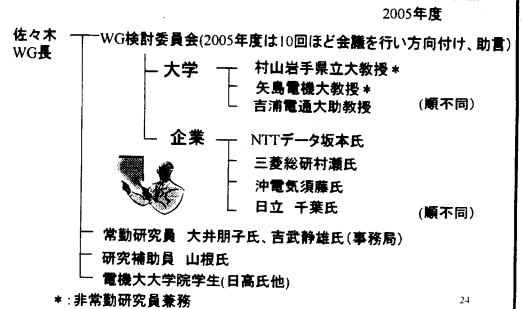 2005年度
佐々木
WG長
WG検討委員会(2005年度は10回ほど会議を行い方向付け、助言)
大学
村山岩手県立大教授*
矢島電機大教授*
吉浦電通大助教授 (順不同)
企業
NTTデータ坂本氏
三菱総研村瀬氏
沖電気須藤氏
日立 千葉氏 (順不同)
常勤研究員 大井朋子氏、吉武静雄氏(事務局)
研究補助員 山根氏
電機大大学院学生(日高氏他)
*:非常勤研究員兼務
24